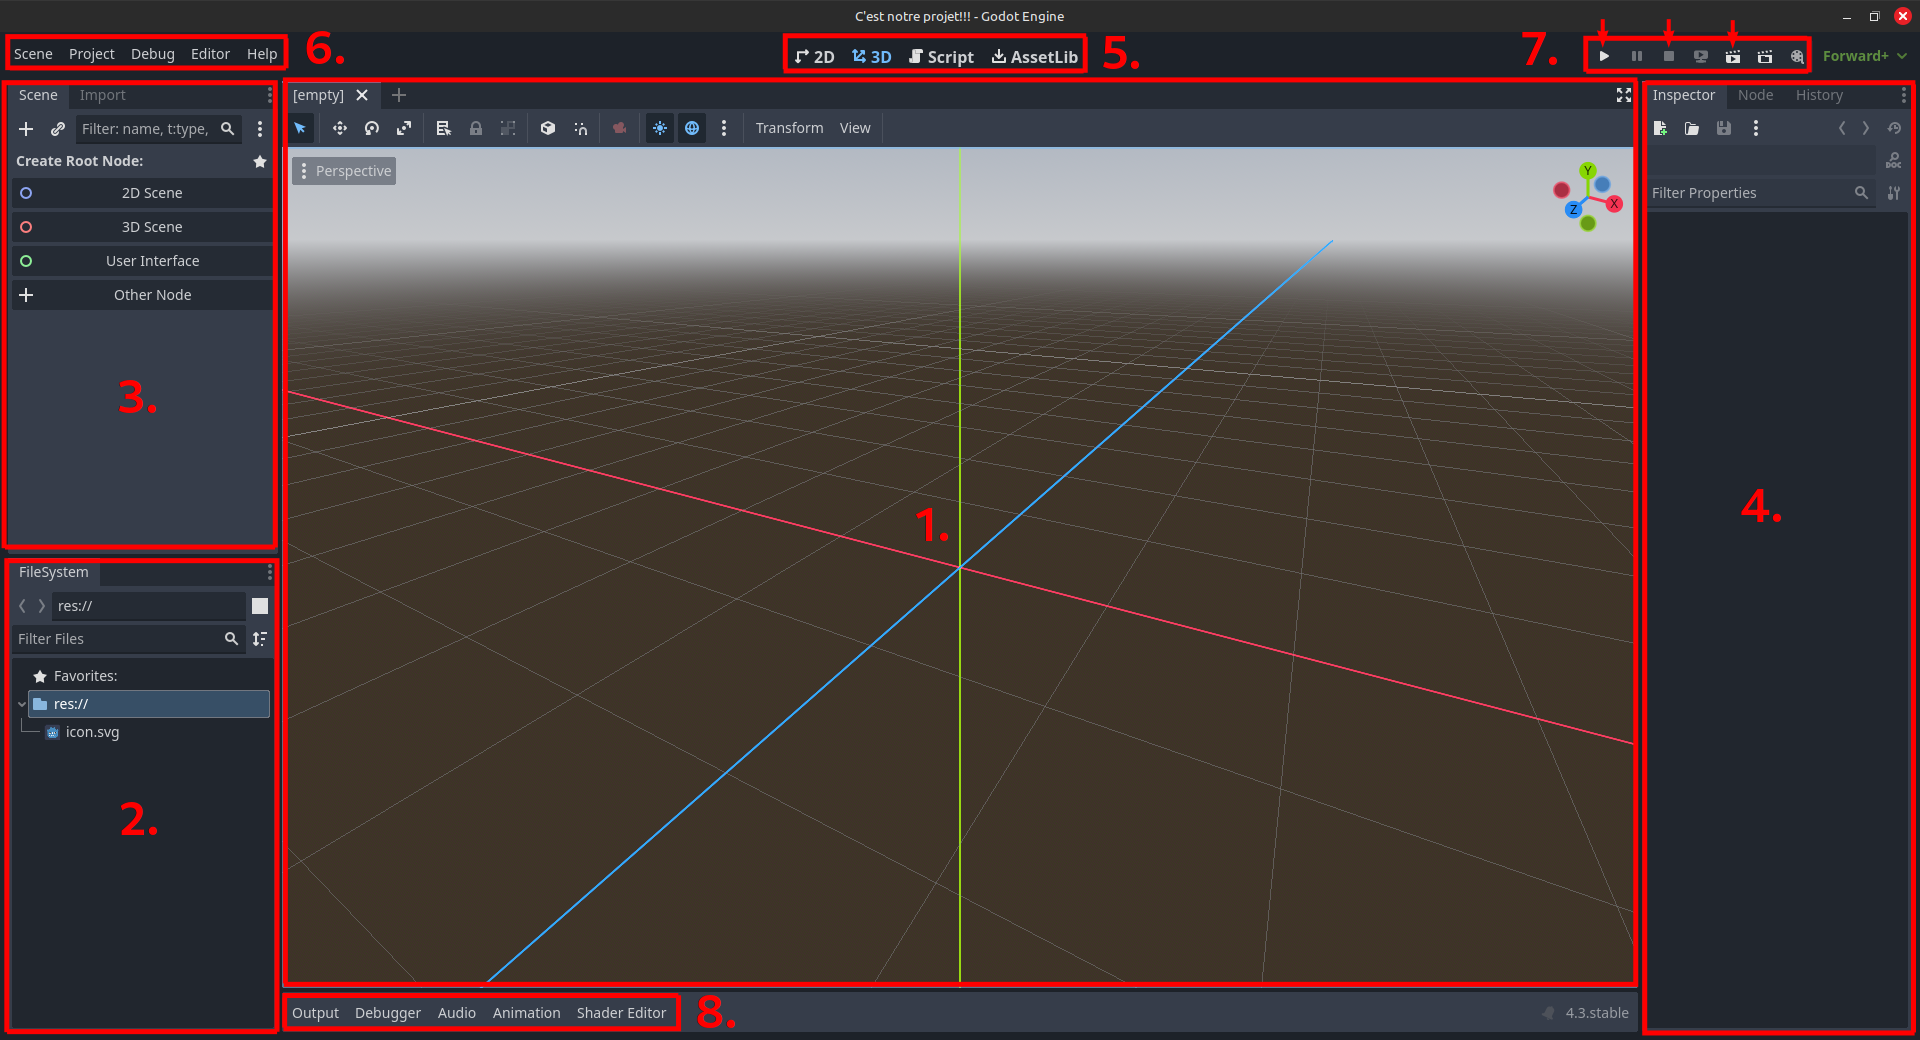 C'est notre projet!!! - Godot Engine
Scene Project Debug Editor Help
6.
2D 3D Script AssetLib
5.
7.
Forward+
Scene Import
Filter: name, t:type,
Create Root Node:
2D Scene
3D Scene
User Interface
Other Node
3.
FileSystem
res://
Filter Files
Favorites:
res://
icon.svg
2.
[empty]
Transform View
Perspective
Y
X
Z
1.
Output Debugger Audio Animation Shader Editor
8.
4.3.stable
Inspector Node History
DOC
Filter Properties
4.